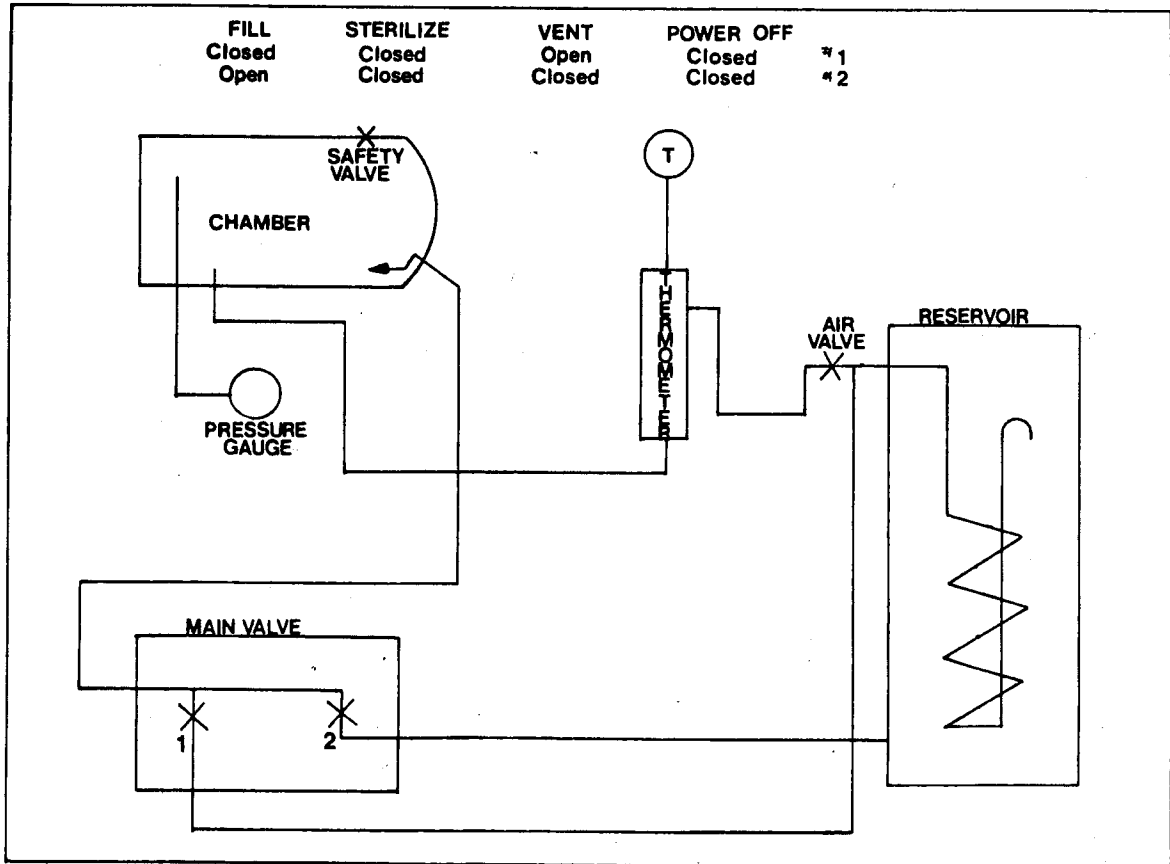 FILL STERILIZE VENT POWER OFF
Closed Closed Open Closed #1
Open Closed Closed Closed #2
SAFETY
VALVE
T
CHAMBER
THERMOMETER
AIR
VALVE
RESERVOIR
PRESSURE
GAUGE
MAIN VALVE
1
2